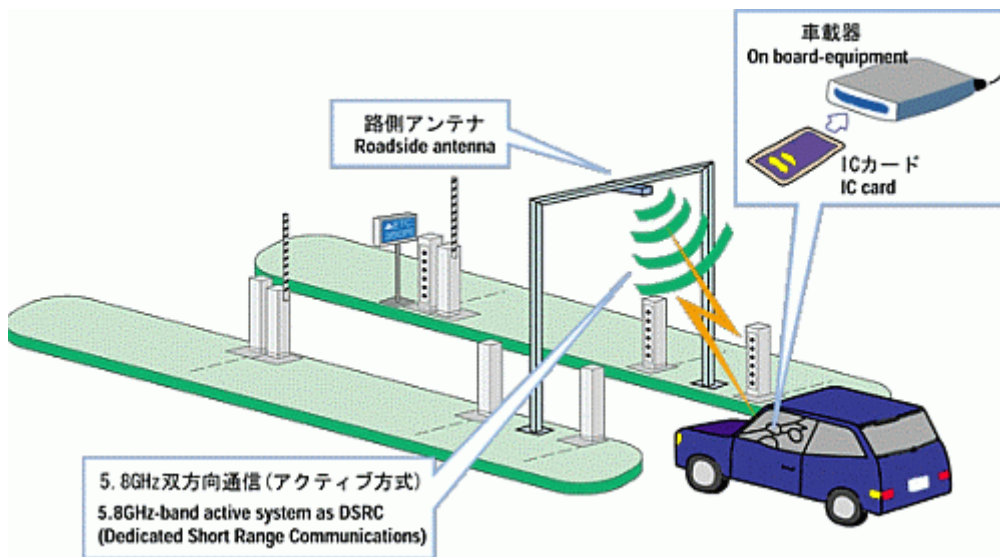 車載器
On board-equipment
路側アンテナ
Roadside antenna
ICカード
IC card
5.8GHz双方向通信(アクティブ方式)
5.8GHz-band active system as DSRC
(Dedicated Short Range Communications)